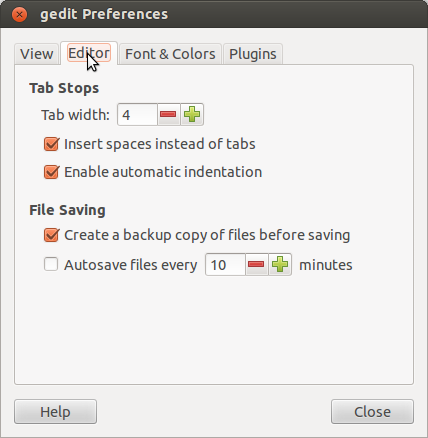 gedit Preferences
View Editor Font & Colors Plugins
Tab Stops
Tab width: 4
Insert spaces instead of tabs
Enable automatic indentation
File Saving
Create a backup copy of files before saving
Autosave files every 10 minutes
Help Close